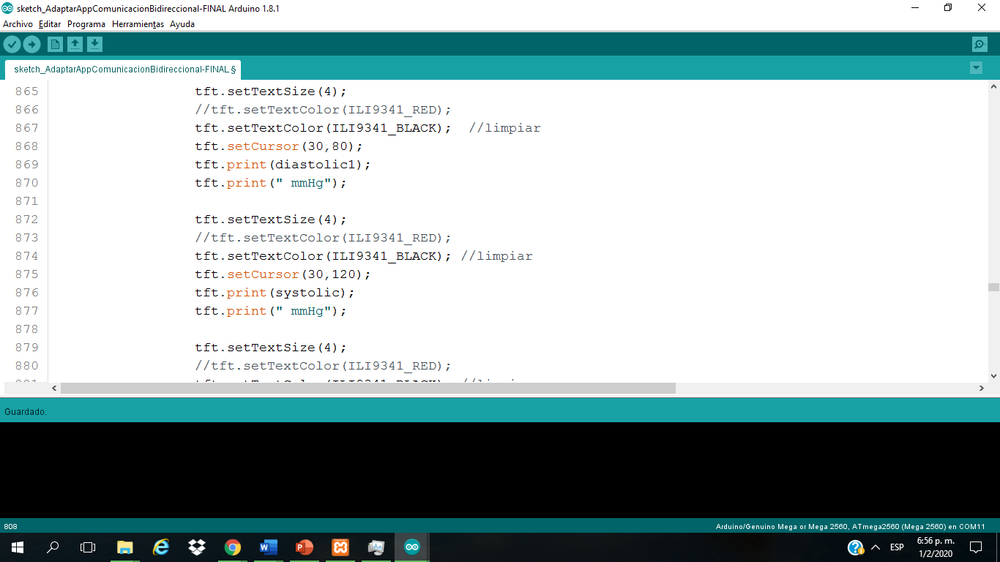 sketch_AdaptarAppComunicacionBidireccional-FINAL Arduino 1.8.1
Archivo Editar Programa Herramientas Ayuda
sketch_AdaptarAppComunicacionBidireccional-FINAL §
865 tft.setTextSize(4);
866 //tft.setTextColor(ILI9341_RED);
867 tft.setTextColor(ILI9341_BLACK); //limpiar
868 tft.setCursor(30,80);
869 tft.print(diastolic1);
870 tft.print(" mmHg");
871
872 tft.setTextSize(4);
873 //tft.setTextColor(ILI9341_RED);
874 tft.setTextColor(ILI9341_BLACK); //limpiar
875 tft.setCursor(30,120);
876 tft.print(systolic);
877 tft.print(" mmHg");
878
879 tft.setTextSize(4);
880 //tft.setTextColor(ILI9341_RED);
Guardado.
808 Arduino/Genuino Mega or Mega 2560, ATmega2560 (Mega 2560) en COM11
ESP 6:56 p. m.
1/2/2020